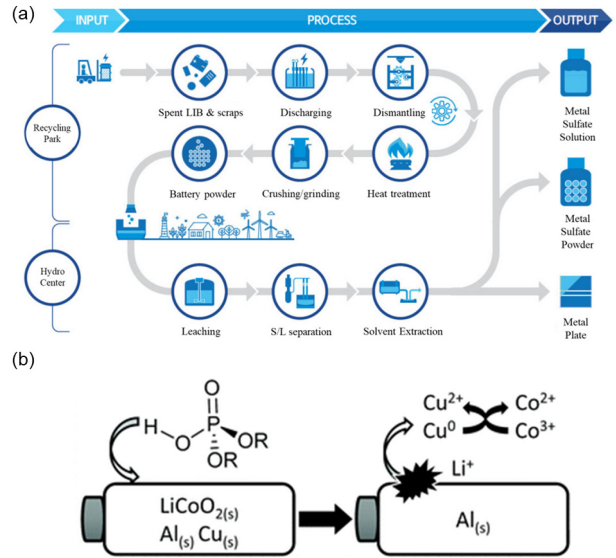 (a)
INPUT PROCESS OUTPUT
Spent LIB & scraps Discharging Dismantling
Metal
Sulfate
Solution
Recycling
Park
Battery powder Crushing/grinding Heat treatment
Metal
Sulfate
Powder
Hydro
Center
Leaching S/L separation Solvent Extraction
Metal
Plate
(b)
O
H O P OR
OR
LiCoO2(s)
Al(s) Cu(s)
Cu2+ Co2+
Cu0 Co3+
Li+
Al(s)